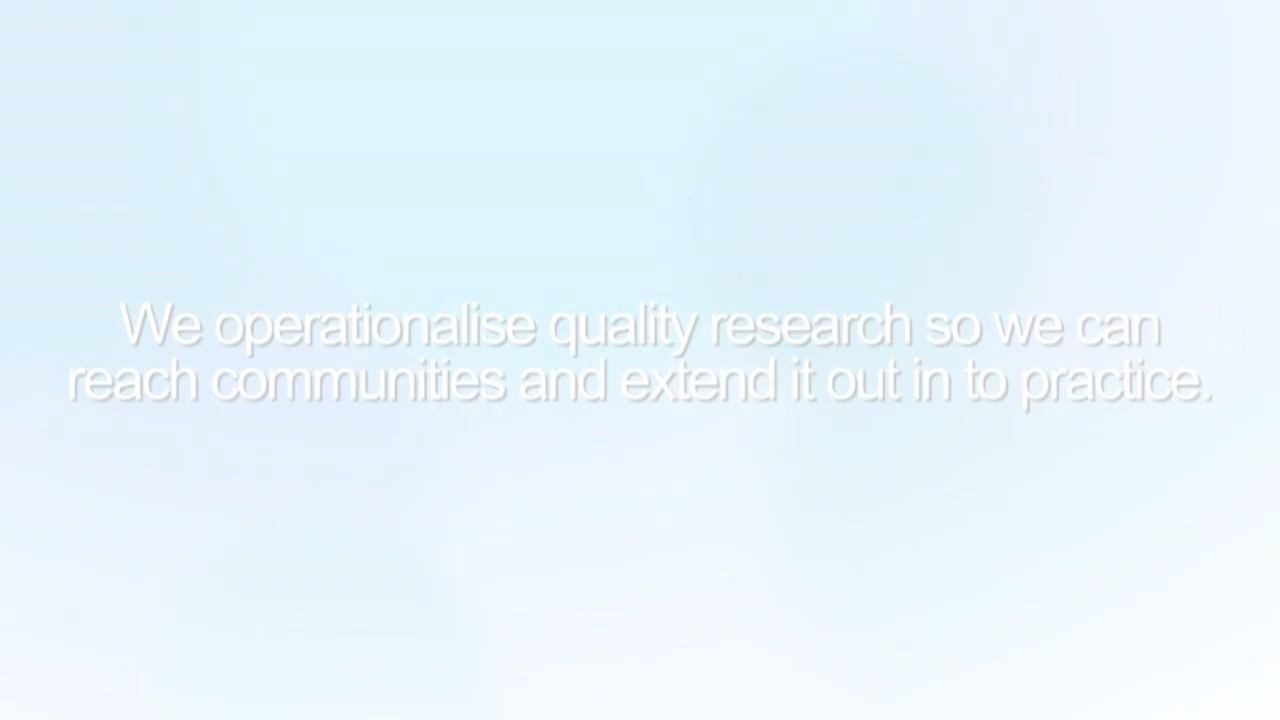 We operationalise quality research so we can
reach communities and extend it out in to practice.